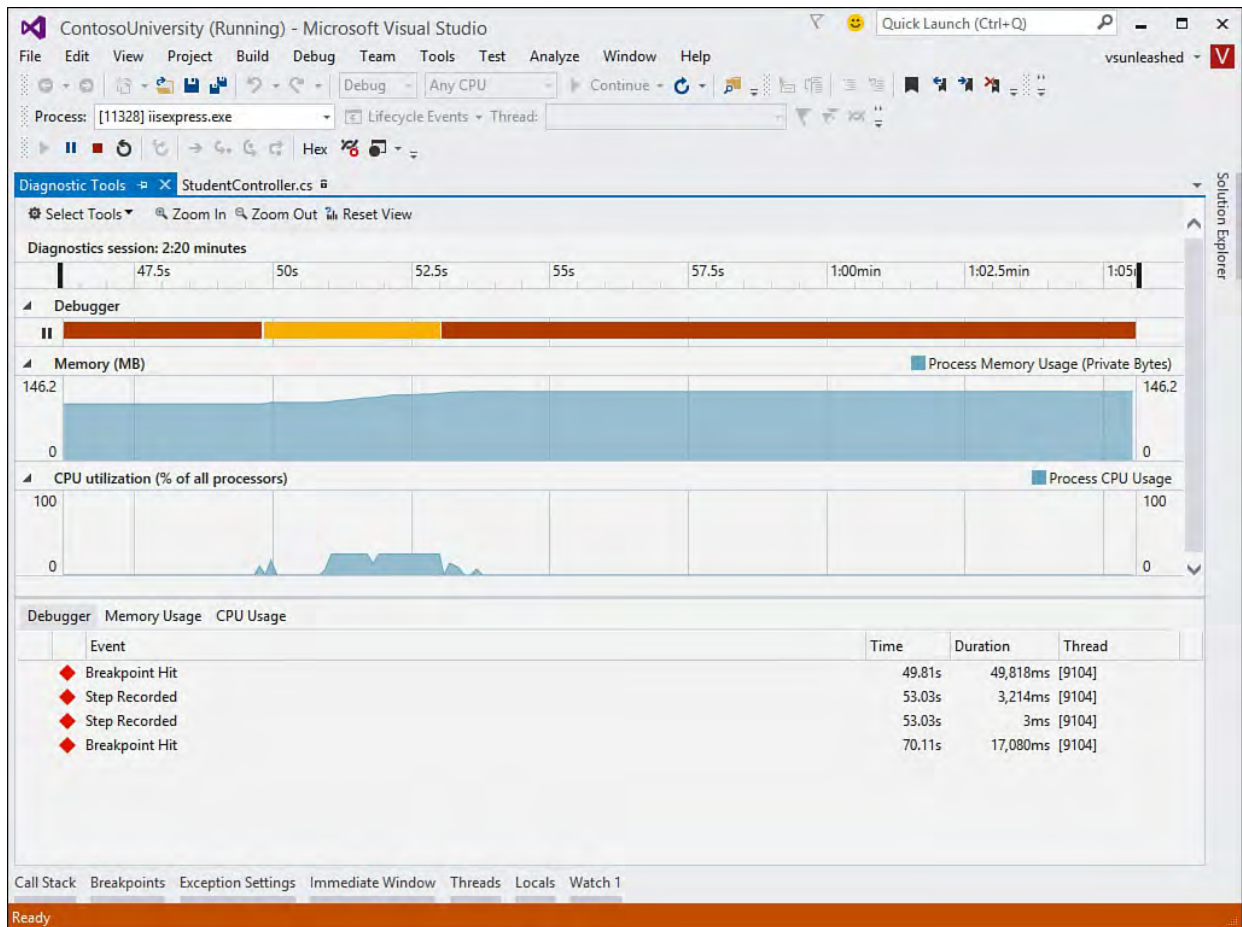 ContosoUniversity (Running) - Microsoft Visual Studio Quick Launch (Ctrl+Q)
File Edit View Project Build Debug Team Tools Test Analyze Window Help vsunleashed V
Debug Any CPU Continue
Process: [11328] iisexpress.exe Lifecycle Events Thread:
Hex
Diagnostic Tools StudentController.cs
Solution Explorer
Select Tools Zoom In Zoom Out Reset View
Diagnostics session: 2:20 minutes
47.5s 50s 52.5s 55s 57.5s 1:00min 1:02.5min 1:05
Debugger
Memory (MB) Process Memory Usage (Private Bytes)
146.2 146.2
0 0
CPU utilization (% of all processors) Process CPU Usage
100 100
0 0
Debugger Memory Usage CPU Usage
Event Time Duration Thread
Breakpoint Hit 49.81s 49,818ms [9104]
Step Recorded 53.03s 3,214ms [9104]
Step Recorded 53.03s 3ms [9104]
Breakpoint Hit 70.11s 17,080ms [9104]
Call Stack Breakpoints Exception Settings Immediate Window Threads Locals Watch 1
Ready